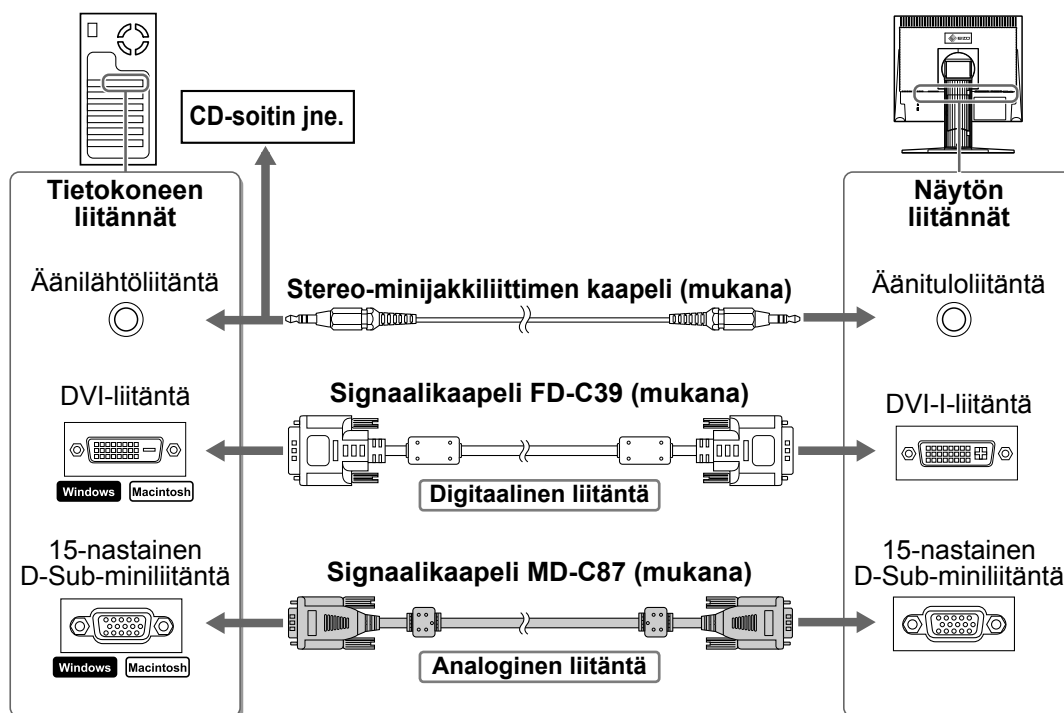 EIZO
CD-soitin jne.
Tietokoneen
liitännät
Näytön
liitännät
Äänilähtöliitäntä
Stereo-minijakkiliittimen kaapeli (mukana)
Äänituloliitäntä
DVI-liitäntä
Signaalikaapeli FD-C39 (mukana)
DVI-I-liitäntä
Windows Macintosh
Digitaalinen liitäntä
15-nastainen
D-Sub-miniliitäntä
Signaalikaapeli MD-C87 (mukana)
15-nastainen
D-Sub-miniliitäntä
Windows Macintosh
Analoginen liitäntä